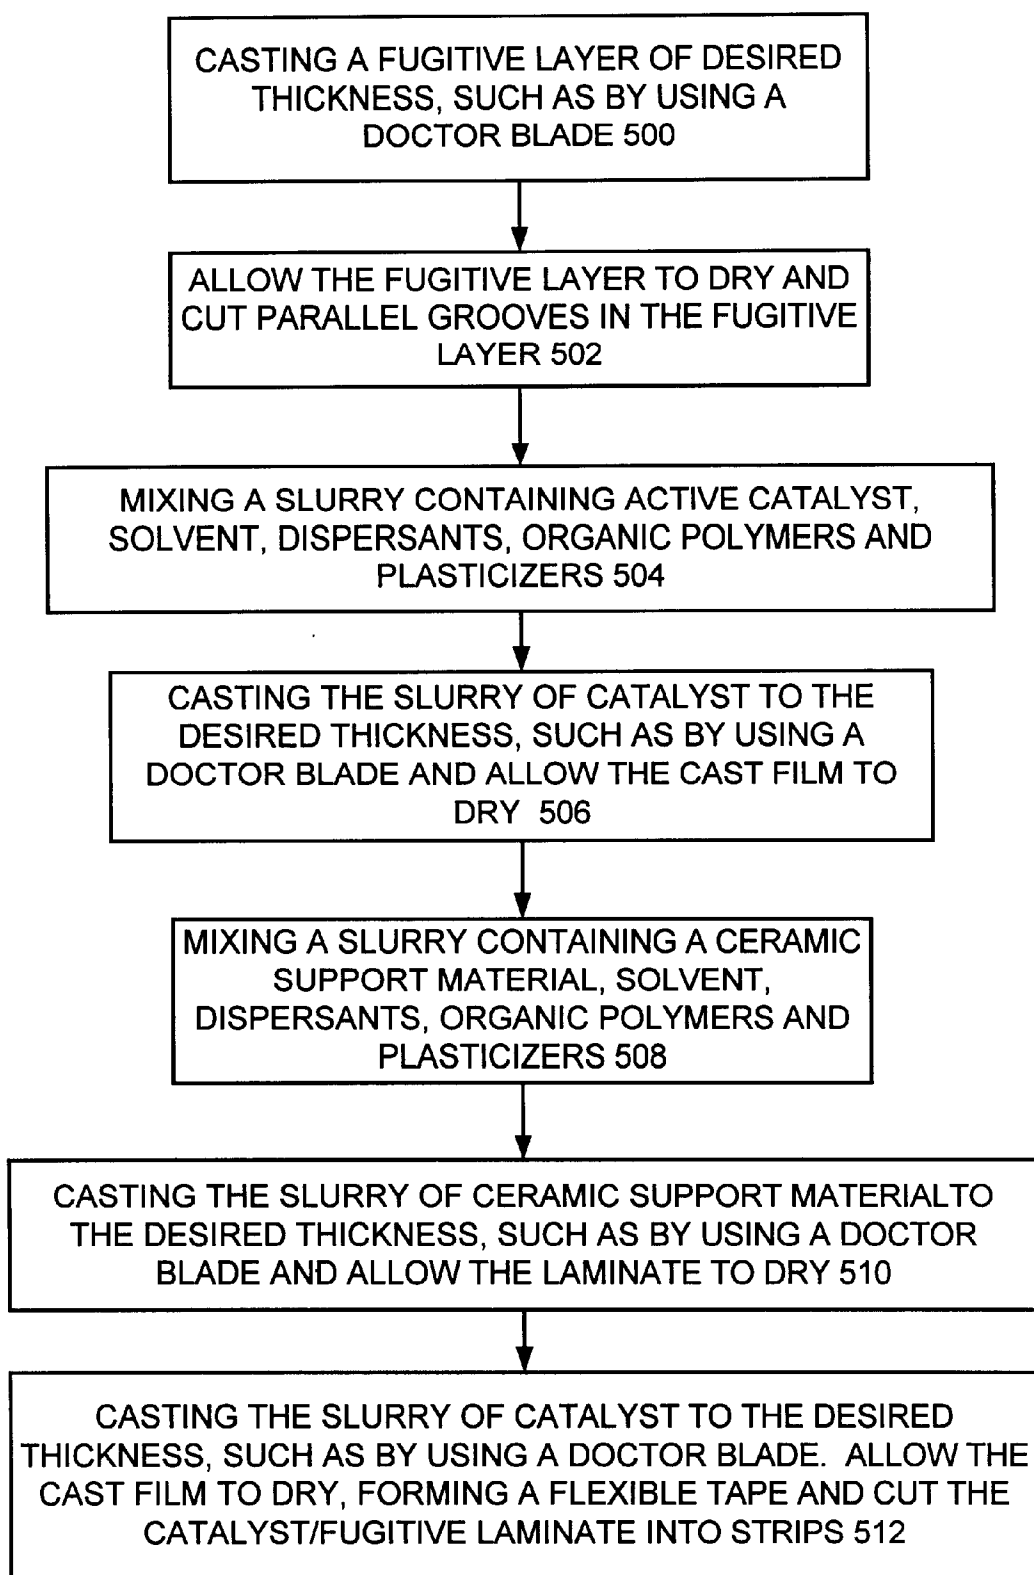 CASTING A FUGITIVE LAYER OF DESIRED
THICKNESS, SUCH AS BY USING A
DOCTOR BLADE 500
ALLOW THE FUGITIVE LAYER TO DRY AND
CUT PARALLEL GROOVES IN THE FUGITIVE
LAYER 502
MIXING A SLURRY CONTAINING ACTIVE CATALYST,
SOLVENT, DISPERSANTS, ORGANIC POLYMERS AND
PLASTICIZERS 504
CASTING THE SLURRY OF CATALYST TO THE
DESIRED THICKNESS, SUCH AS BY USING A
DOCTOR BLADE AND ALLOW THE CAST FILM TO
DRY 506
MIXING A SLURRY CONTAINING A CERAMIC
SUPPORT MATERIAL, SOLVENT,
DISPERSANTS, ORGANIC POLYMERS AND
PLASTICIZERS 508
CASTING THE SLURRY OF CERAMIC SUPPORT MATERIALTO
THE DESIRED THICKNESS, SUCH AS BY USING A DOCTOR
BLADE AND ALLOW THE LAMINATE TO DRY 510
CASTING THE SLURRY OF CATALYST TO THE DESIRED
THICKNESS, SUCH AS BY USING A DOCTOR BLADE. ALLOW THE
CAST FILM TO DRY, FORMING A FLEXIBLE TAPE AND CUT THE
CATALYST/FUGITIVE LAMINATE INTO STRIPS 512